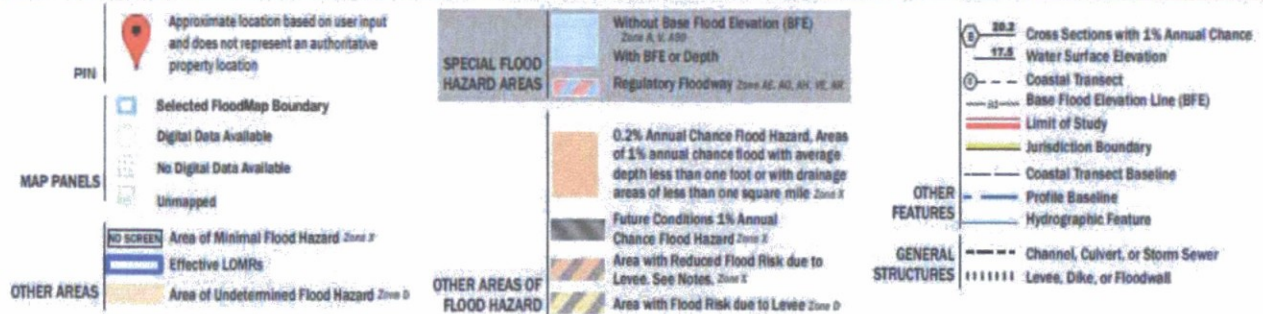 PIN
Approximate location based on user input
and does not represent an authoritative
property location
MAP PANELS
Selected FloodMap Boundary
Digital Data Available
No Digital Data Available
Unmapped
OTHER AREAS
NO SCREEN Area of Minimal Flood Hazard Zone X
Effective LOMRs
Area of Undetermined Flood Hazard Zone D
SPECIAL FLOOD
HAZARD AREAS
Without Base Flood Elevation (BFE)
Zone A, V, A99
With BFE or Depth
Regulatory Floodway Zone AE, AO, AH, VE, AR
OTHER AREAS OF
FLOOD HAZARD
0.2% Annual Chance Flood Hazard, Areas
of 1% annual chance flood with average
depth less than one foot or with drainage
areas of less than one square mile Zone X
Future Conditions 1% Annual
Chance Flood Hazard Zone X
Area with Reduced Flood Risk due to
Levee. See Notes. Zone X
Area with Flood Risk due to Levee Zone D
OTHER
FEATURES
20.2 Cross Sections with 1% Annual Chance
17.5 Water Surface Elevation
Coastal Transect
Base Flood Elevation Line (BFE)
Limit of Study
Jurisdiction Boundary
Coastal Transect Baseline
Profile Baseline
Hydrographic Feature
GENERAL
STRUCTURES
Channel, Culvert, or Storm Sewer
Levee, Dike, or Floodwall